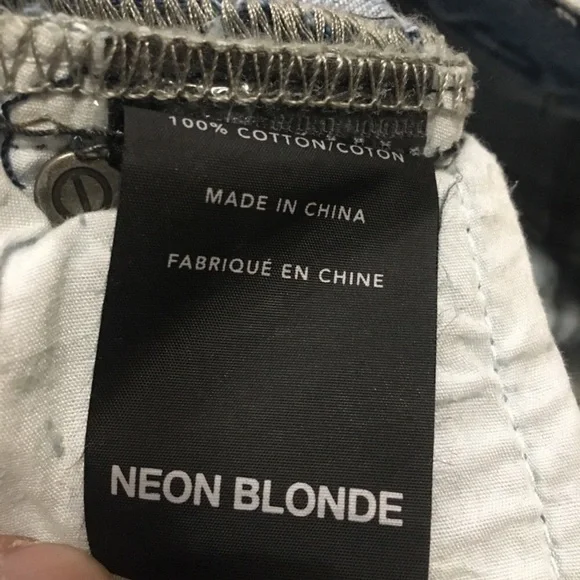 100% COTTON/COTON
MADE IN CHINA
FABRIQUÉ EN CHINE
NEON BLONDE